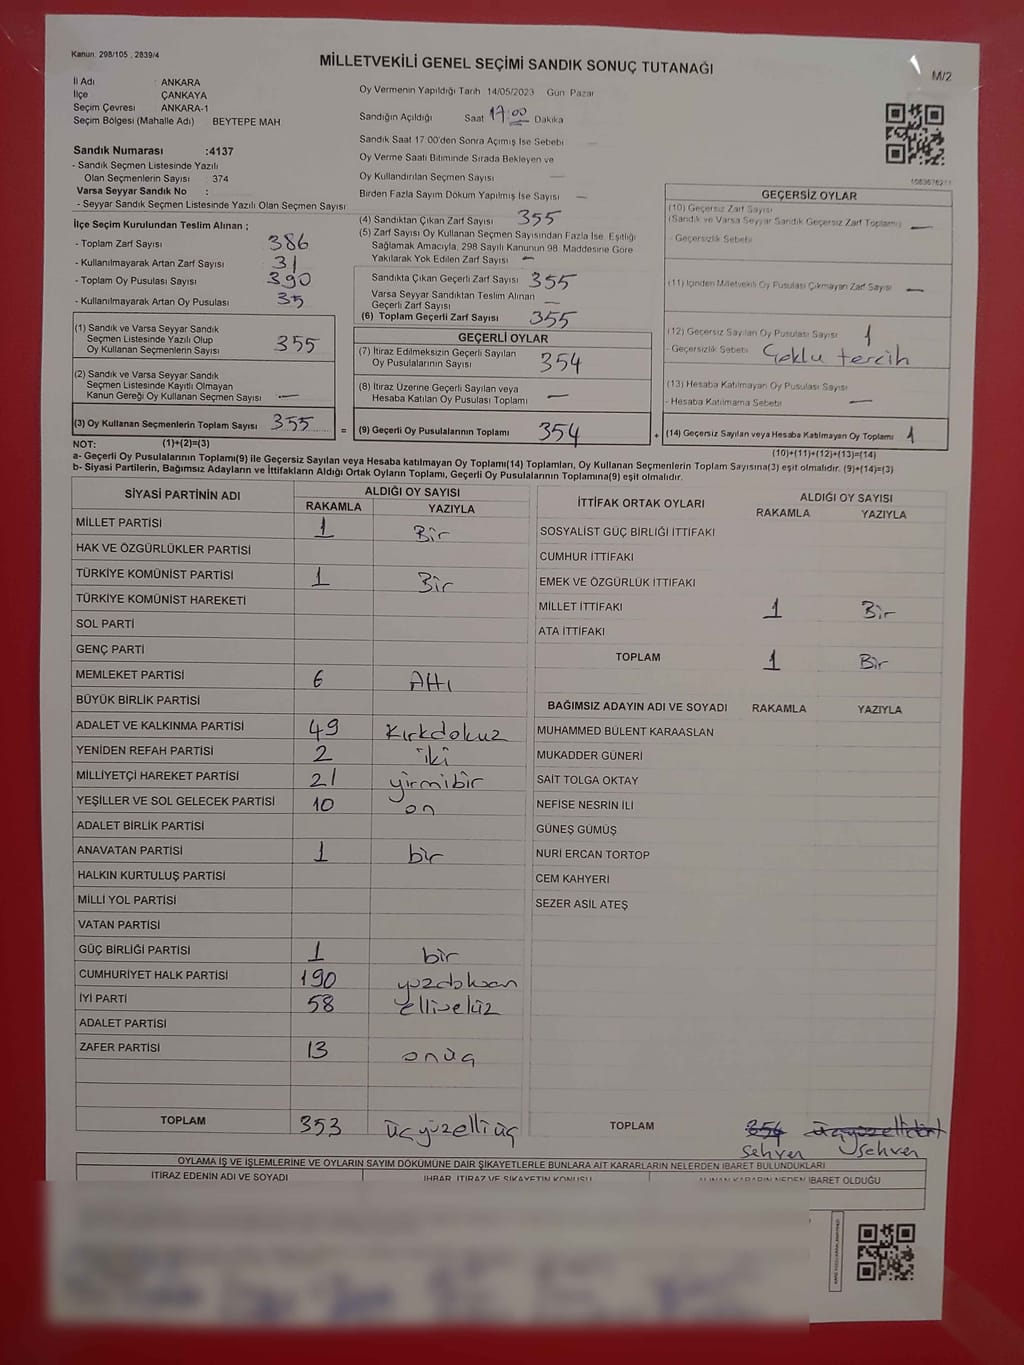 Kanun: 298/105 , 2839/4
MİLLETVEKİLİ GENEL SEÇİMİ SANDIK SONUÇ TUTANAĞI
M/2
İl Adı : ANKARA
İlçe : ÇANKAYA
Seçim Çevresi : ANKARA-1
Seçim Bölgesi (Mahalle Adı) BEYTEPE MAH
Sandık Numarası :4137
- Sandık Seçmen Listesinde Yazılı
Olan Seçmenlerin Sayısı 374
Varsa Seyyar Sandık No :
- Seyyar Sandık Seçmen Listesinde Yazılı Olan Seçmen Sayısı
İlçe Seçim Kurulundan Teslim Alınan ;
- Toplam Zarf Sayısı 386
- Kullanılmayarak Artan Zarf Sayısı 31
- Toplam Oy Pusulası Sayısı 390
- Kullanılmayarak Artan Oy Pusulası 35
(1) Sandık ve Varsa Seyyar Sandık
Seçmen Listesinde Yazılı Olup
Oy Kullanan Seçmenlerin Sayısı 355
(2) Sandık ve Varsa Seyyar Sandık
Seçmen Listesinde Kayıtlı Olmayan
Kanun Gereği Oy Kullanan Seçmen Sayısı —
(3) Oy Kullanan Seçmenlerin Toplam Sayısı 355
Oy Vermenin Yapıldığı Tarih 14/05/2023 Gün Pazar
Sandığın Açıldığı Saat 17:00 Dakika
Sandık Saat 17:00'den Sonra Açılmış İse Sebebi —
Oy Verme Saati Bitiminde Sırada Bekleyen ve
Oy Kullandırılan Seçmen Sayısı —
Birden Fazla Sayım Döküm Yapılmış İse Sayısı —
(4) Sandıktan Çıkan Zarf Sayısı 355
(5) Zarf Sayısı Oy Kullanan Seçmen Sayısından Fazla İse, Eşitliği
Sağlamak Amacıyla, 298 Sayılı Kanunun 98. Maddesine Göre
Yakılarak Yok Edilen Zarf Sayısı —
Sandıkta Çıkan Geçerli Zarf Sayısı 355
Varsa Seyyar Sandıktan Teslim Alınan
Geçerli Zarf Sayısı —
(6) Toplam Geçerli Zarf Sayısı 355
GEÇERLİ OYLAR
(7) İtiraz Edilmeksizin Geçerli Sayılan
Oy Pusulalarının Sayısı 354
(8) İtiraz Üzerine Geçerli Sayılan veya
Hesaba Katılan Oy Pusulası Toplamı —
= (9) Geçerli Oy Pusulalarının Toplamı 354
1083676211
GEÇERSİZ OYLAR
(10) Geçersiz Zarf Sayısı
(Sandık ve Varsa Seyyar Sandık Geçersiz Zarf Toplamı) —
- Geçersizlik Sebebi
(11) İçinden Milletvekili Oy Pusulası Çıkmayan Zarf Sayısı —
(12) Geçersiz Sayılan Oy Pusulası Sayısı 1
- Geçersizlik Sebebi Çoklu tercih
(13) Hesaba Katılmayan Oy Pusulası Sayısı
- Hesaba Katılmama Sebebi —
+ (14) Geçersiz Sayılan veya Hesaba Katılmayan Oy Toplamı 1
NOT: (1)+(2)=(3)
(10)+(11)+(12)+(13)=(14)
a- Geçerli Oy Pusulalarının Toplamı(9) ile Geçersiz Sayılan veya Hesaba katılmayan Oy Toplamı(14) Toplamları, Oy Kullanan Seçmenlerin Toplam Sayısına(3) eşit olmalıdır. (9)+(14)=(3)
b- Siyasi Partilerin, Bağımsız Adayların ve İttifakların Aldığı Ortak Oyların Toplamı, Geçerli Oy Pusulalarının Toplamına(9) eşit olmalıdır.
SİYASİ PARTİNİN ADI ALDIĞI OY SAYISI
RAKAMLA YAZIYLA
MİLLET PARTİSİ 1 Bir
HAK VE ÖZGÜRLÜKLER PARTİSİ
TÜRKİYE KOMÜNİST PARTİSİ 1 Bir
TÜRKİYE KOMÜNİST HAREKETİ
SOL PARTİ
GENÇ PARTİ
MEMLEKET PARTİSİ 6 Altı
BÜYÜK BİRLİK PARTİSİ
ADALET VE KALKINMA PARTİSİ 49 Kırkdokuz
YENİDEN REFAH PARTİSİ 2 iki
MİLLİYETÇİ HAREKET PARTİSİ 21 yirmibir
YEŞİLLER VE SOL GELECEK PARTİSİ 10 on
ADALET BİRLİK PARTİSİ
ANAVATAN PARTİSİ 1 bir
HALKIN KURTULUŞ PARTİSİ
MİLLİ YOL PARTİSİ
VATAN PARTİSİ
GÜÇ BİRLİĞİ PARTİSİ 1 bir
CUMHURİYET HALK PARTİSİ 190 yüzdoksan
İYİ PARTİ 58 ellisekiz
ADALET PARTİSİ
ZAFER PARTİSİ 13 onüç
TOPLAM 353 üçyüzelliüç
İTTİFAK ORTAK OYLARI ALDIĞI OY SAYISI
RAKAMLA YAZIYLA
SOSYALİST GÜÇ BİRLİĞİ İTTİFAKI
CUMHUR İTTİFAKI
EMEK VE ÖZGÜRLÜK İTTİFAKI
MİLLET İTTİFAKI 1 Bir
ATA İTTİFAKI
TOPLAM 1 Bir
BAĞIMSIZ ADAYIN ADI VE SOYADI RAKAMLA YAZIYLA
MUHAMMED BÜLENT KARAASLAN
MUKADDER GÜNERİ
SAİT TOLGA OKTAY
NEFİSE NESRİN İLİ
GÜNEŞ GÜMÜŞ
NURİ ERCAN TORTOP
CEM KAHYERİ
SEZER ASİL ATEŞ
TOPLAM 354 üçyüzellidört
sehven sehven
OYLAMA İŞ VE İŞLEMLERİNE VE OYLARIN SAYIM DÖKÜMÜNE DAİR ŞİKAYETLERLE BUNLARA AİT KARARLARIN NELERDEN İBARET BULUNDUKLARI
İTİRAZ EDENİN ADI VE SOYADI İHBAR, İTİRAZ VE ŞİKAYETİN KONUSU ALINAN KARARIN NEDEN İBARET OLDUĞU